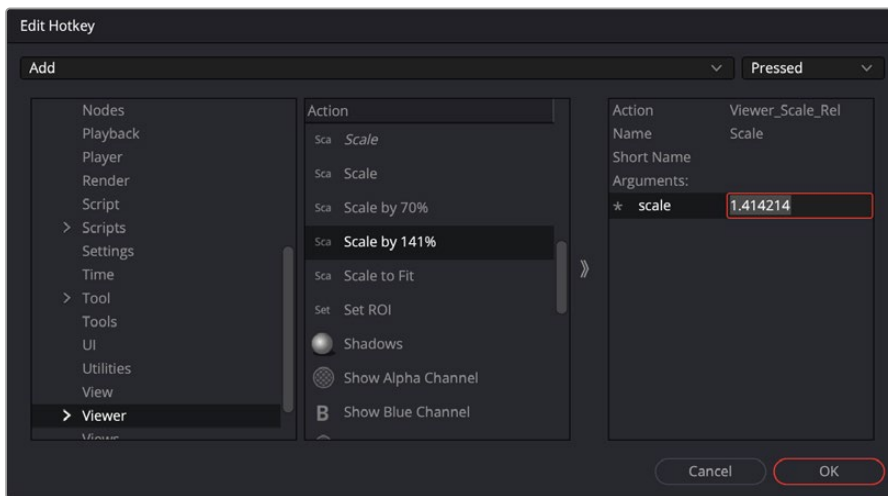 Edit Hotkey
Add
Pressed
Nodes
Playback
Player
Render
Script
Scripts
Settings
Time
Tool
Tools
UI
Utilities
View
Viewer
Views
Action
Sca Scale
Sca Scale
Sca Scale by 70%
Sca Scale by 141%
Sca Scale to Fit
Set Set ROI
Shadows
Show Alpha Channel
B Show Blue Channel
Action Viewer_Scale_Rel
Name Scale
Short Name
Arguments:
* scale 1.414214
Cancel
OK